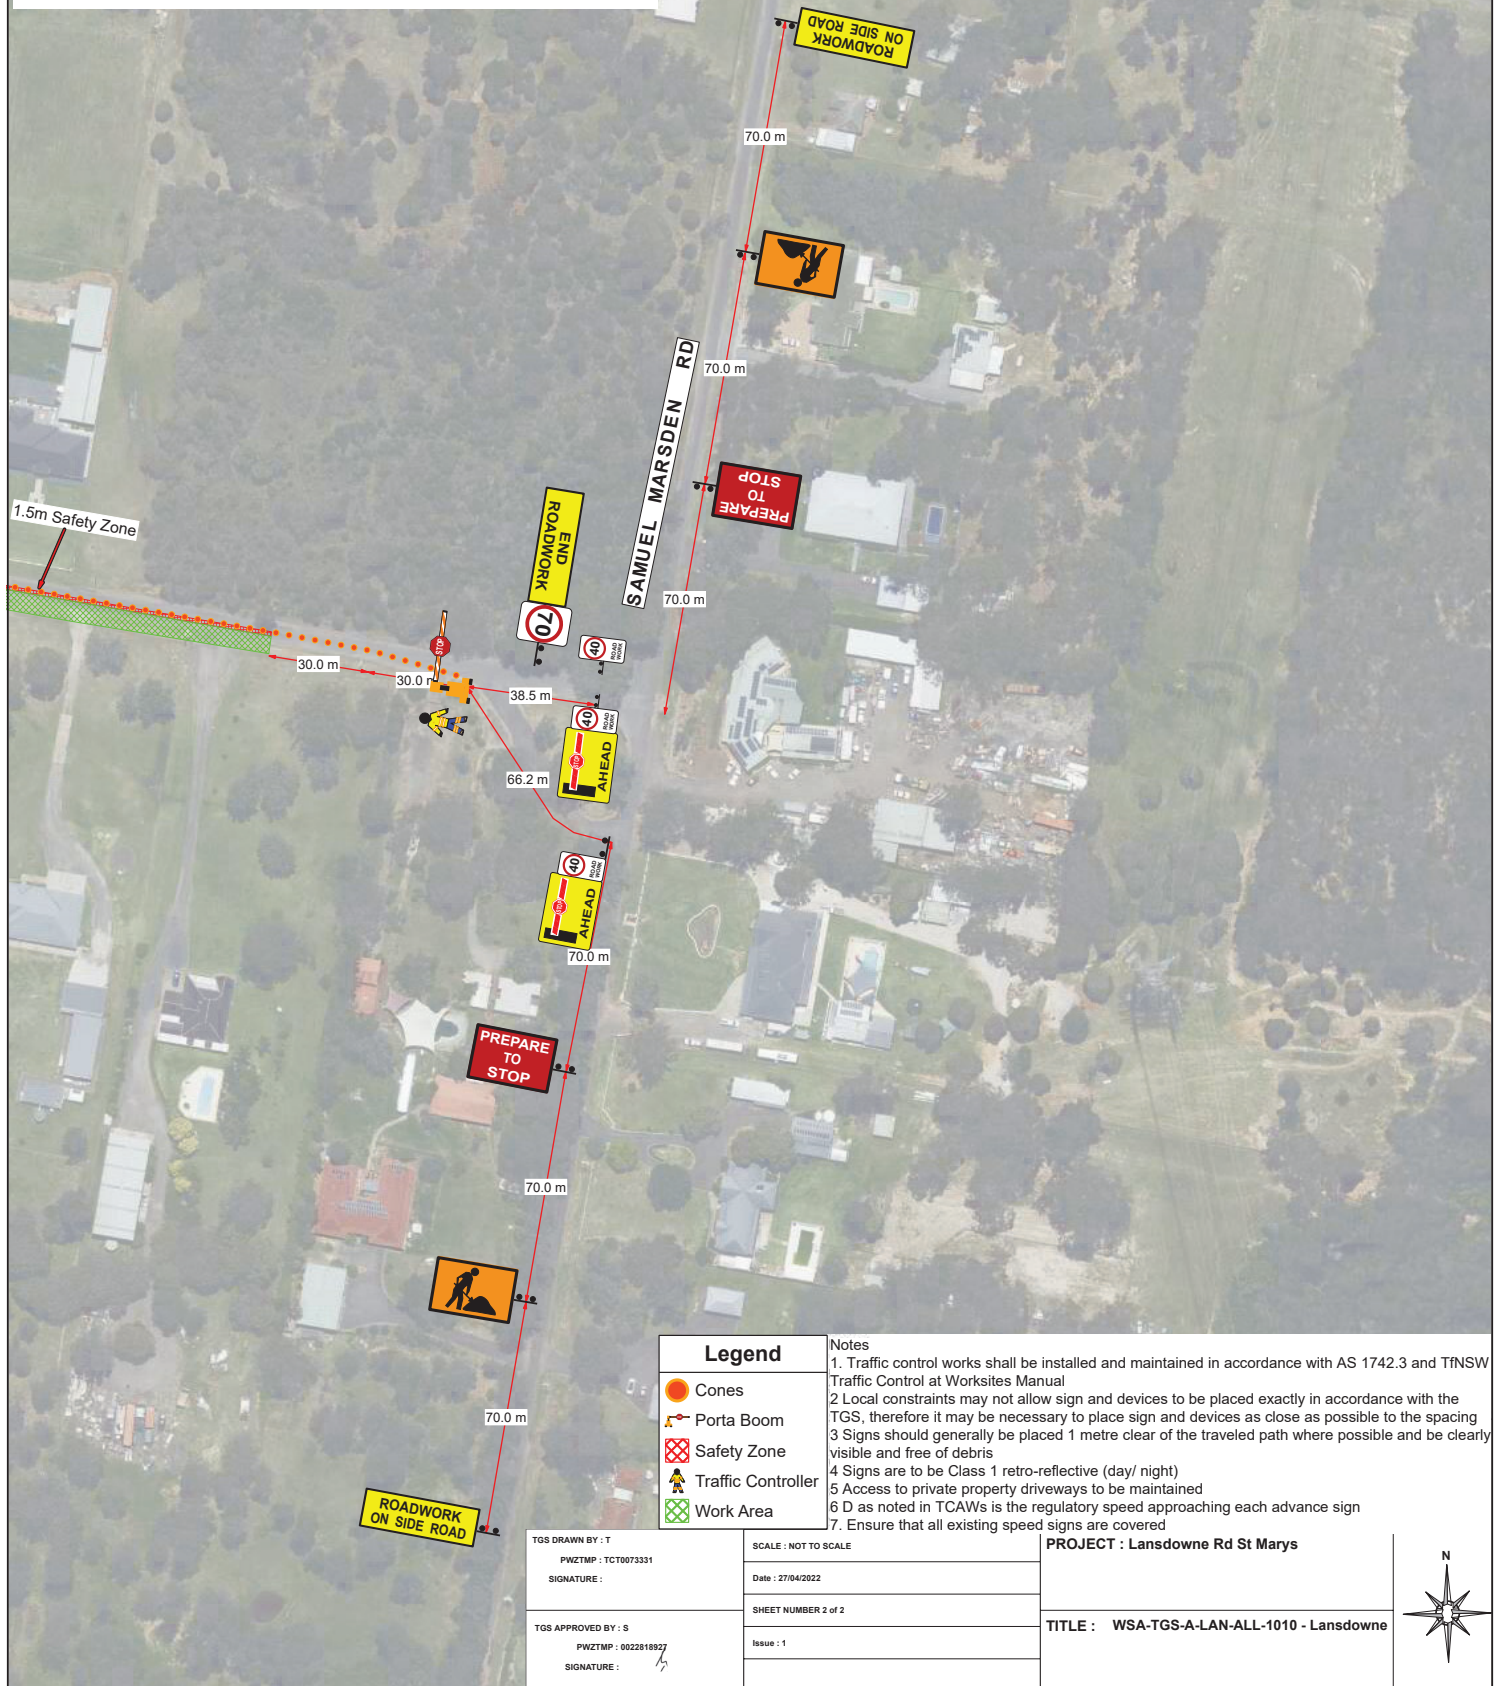 ROADWORK
ON SIDE ROAD
70.0 m
70.0 m
SAMUEL MARSDEN RD
PREPARE
TO
STOP
70.0 m
1.5m Safety Zone
END
ROADWORK
70
40
ROAD
WORK
STOP
30.0 m
30.0
38.5 m
40
ROAD
WORK
STOP
AHEAD
66.2 m
40
ROAD
WORK
STOP
AHEAD
70.0 m
PREPARE
TO
STOP
70.0 m
70.0 m
ROADWORK
ON SIDE ROAD
Legend
Cones
Porta Boom
Safety Zone
Traffic Controller
Work Area
Notes
1. Traffic control works shall be installed and maintained in accordance with AS 1742.3 and TfNSW
Traffic Control at Worksites Manual
2 Local constraints may not allow sign and devices to be placed exactly in accordance with the
TGS, therefore it may be necessary to place sign and devices as close as possible to the spacing
3 Signs should generally be placed 1 metre clear of the traveled path where possible and be clearly
visible and free of debris
4 Signs are to be Class 1 retro-reflective (day/ night)
5 Access to private property driveways to be maintained
6 D as noted in TCAWs is the regulatory speed approaching each advance sign
7. Ensure that all existing speed signs are covered
TGS DRAWN BY : T
PWZTMP : TCT0073331
SIGNATURE :
TGS APPROVED BY : S
PWZTMP : 0022818927
SIGNATURE :
SCALE : NOT TO SCALE
Date : 27/04/2022
SHEET NUMBER 2 of 2
Issue : 1
PROJECT : Lansdowne Rd St Marys
TITLE : WSA-TGS-A-LAN-ALL-1010 - Lansdowne
N